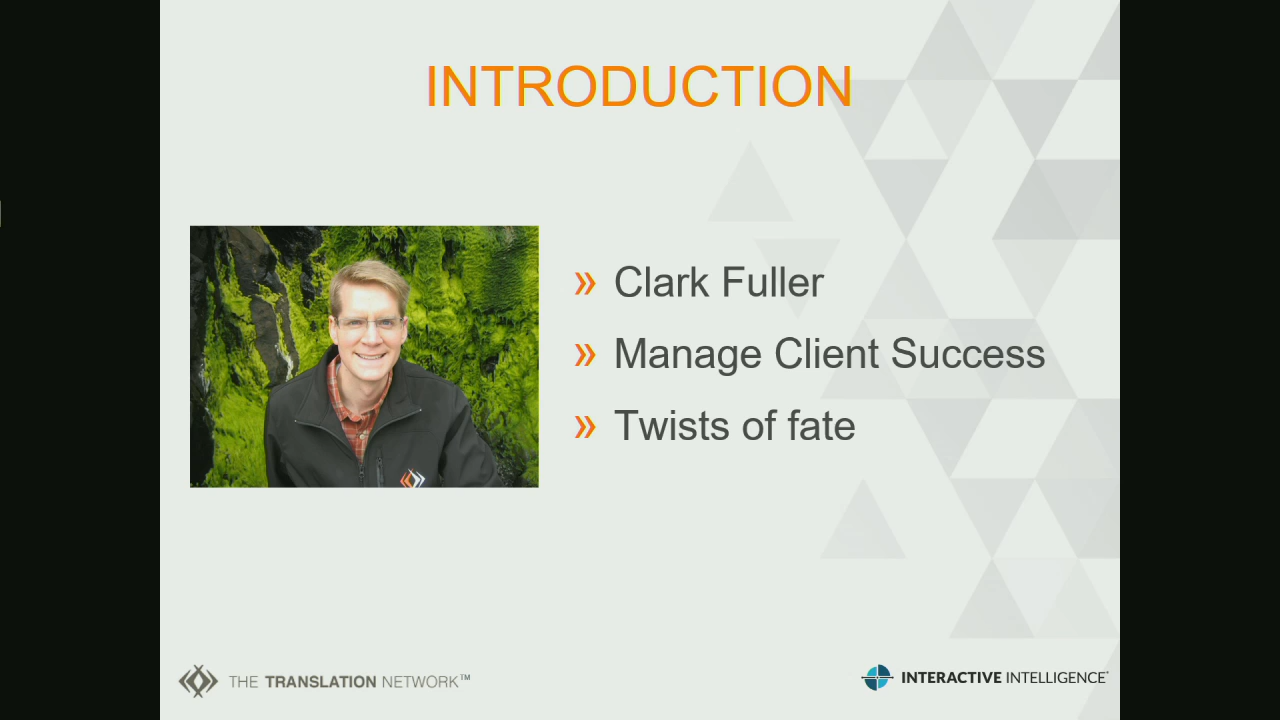 INTRODUCTION
» Clark Fuller
» Manage Client Success
» Twists of fate
THE TRANSLATION NETWORK™
INTERACTIVE INTELLIGENCE